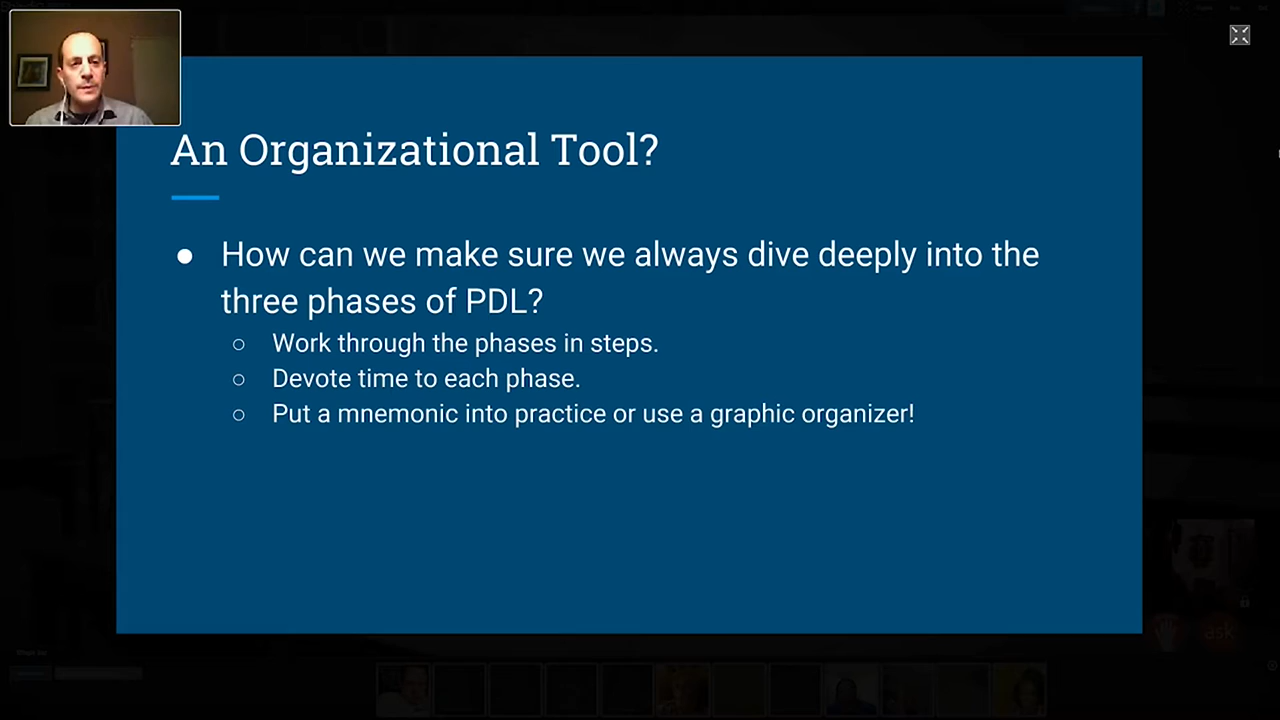 An Organizational Tool?
● How can we make sure we always dive deeply into the
three phases of PDL?
○ Work through the phases in steps.
○ Devote time to each phase.
○ Put a mnemonic into practice or use a graphic organizer!
ask